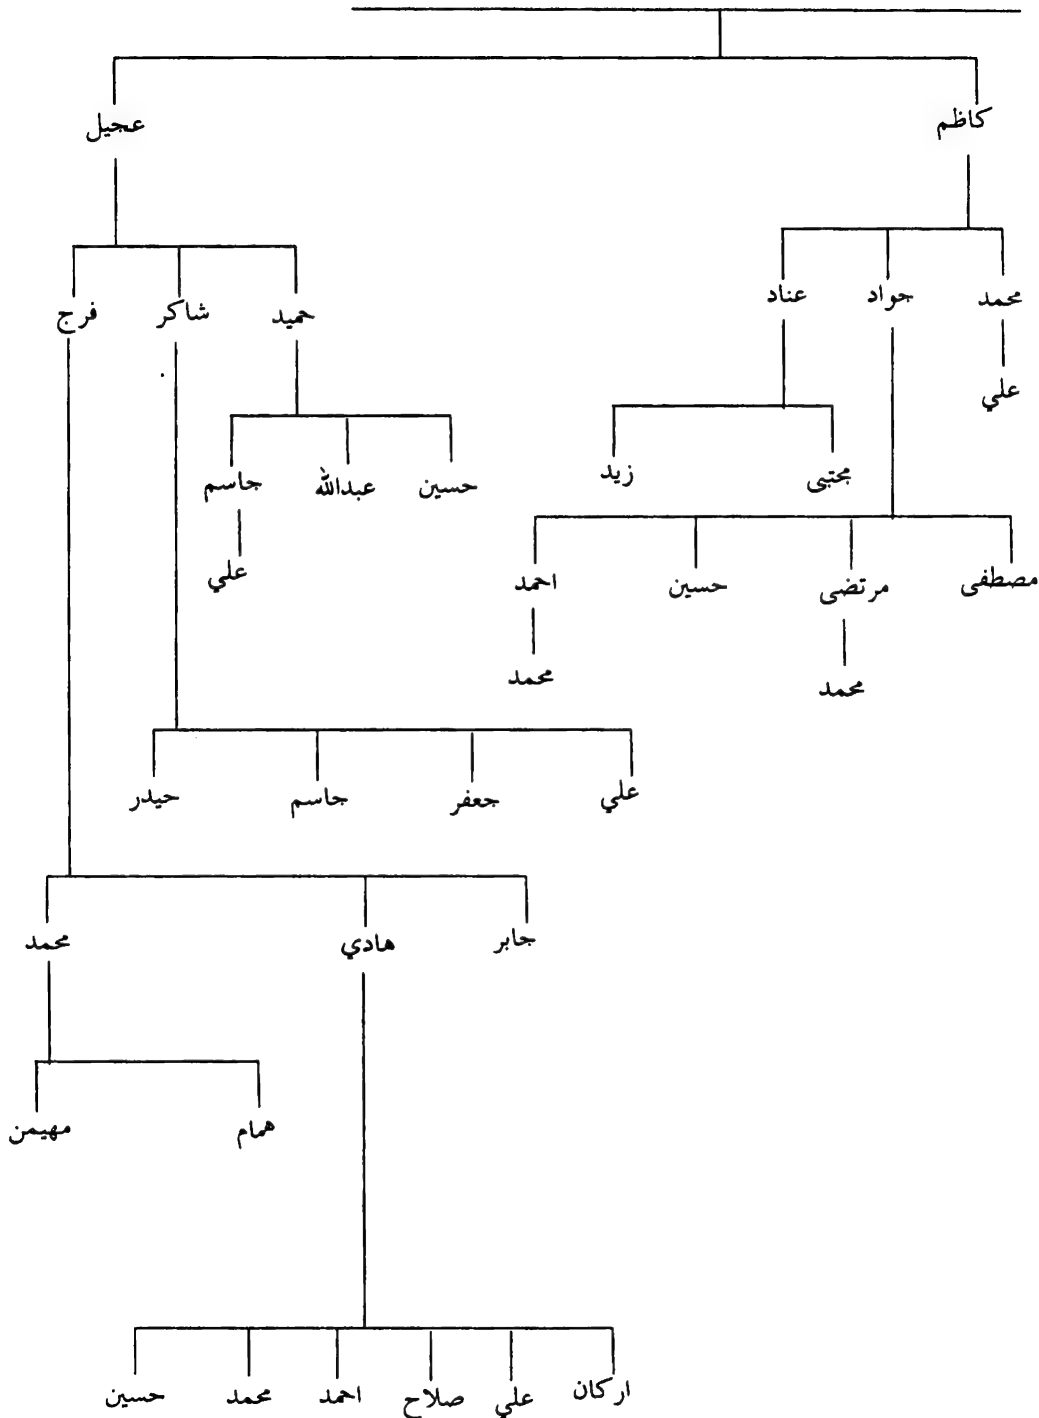 كاظم عجيل
محمد جواد عناد
حميد شاكر فرج
علي
مجتبى زيد
حسين عبدالله جاسم
مصطفى مرتضى حسين احمد
علي
محمد محمد
علي جعفر جاسم حيدر
جابر هادي محمد
همام مهيمن
اركان علي صلاح احمد محمد حسين